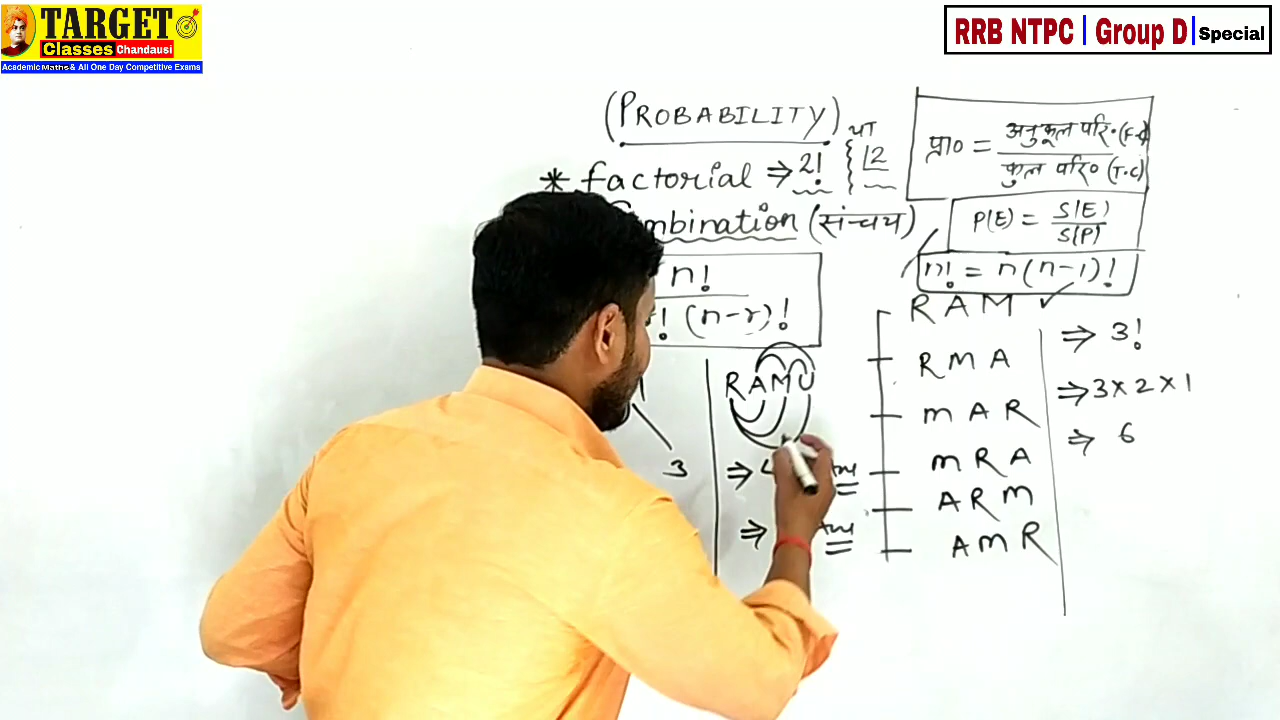 TARGET
Classes Chandausi
Academic Maths & All One Day Competitive Exams
RRB NTPC | Group D | Special
(PROBABILITY)
* factorial ⇒ 2! या 2
mbination (संन्चय)
n!
! (n-r)!
प्रा० = अनुकूल परि०
कुल परि० (T.C)
P(E) = S(E)
S(P)
n! = n(n-1)!
3
RAMU
⇒
Ans
⇒
Ans
RAM ✓
RMA
MAR
MRA
ARM
AMR
⇒ 3!
⇒ 3×2×1
⇒ 6